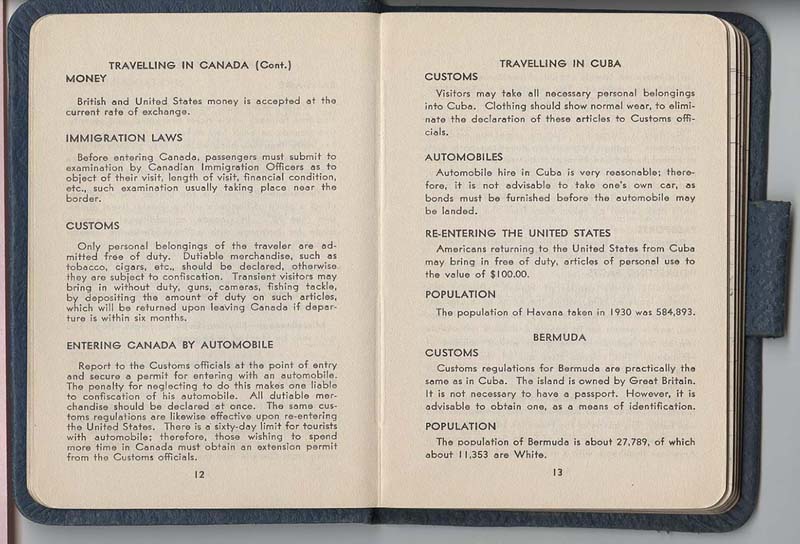 TRAVELLING IN CANADA (Cont.)
MONEY
British and United States money is accepted at the
current rate of exchange.
IMMIGRATION LAWS
Before entering Canada, passengers must submit to
examination by Canadian Immigration Officers as to
object of their visit, length of visit, financial condition,
etc., such examination usually taking place near the
border.
CUSTOMS
Only personal belongings of the traveler are ad-
mitted free of duty. Dutiable merchandise, such as
tobacco, cigars, etc., should be declared, otherwise
they are subject to confiscation. Transient visitors may
bring in without duty, guns, cameras, fishing tackle,
by depositing the amount of duty on such articles,
which will be returned upon leaving Canada if depar-
ture is within six months.
ENTERING CANADA BY AUTOMOBILE
Report to the Customs officials at the point of entry
and secure a permit for entering with an automobile.
The penalty for neglecting to do this makes one liable
to confiscation of his automobile. All dutiable mer-
chandise should be declared at once. The same cus-
toms regulations are likewise effective upon re-entering
the United States. There is a sixty-day limit for tourists
with automobile; therefore, those wishing to spend
more time in Canada must obtain an extension permit
from the Customs officials.
12
TRAVELLING IN CUBA
CUSTOMS
Visitors may take all necessary personal belongings
into Cuba. Clothing should show normal wear, to elimi-
nate the declaration of these articles to Customs offi-
cials.
AUTOMOBILES
Automobile hire in Cuba is very reasonable; there-
fore, it is not advisable to take one's own car, as
bonds must be furnished before the automobile may
be landed.
RE-ENTERING THE UNITED STATES
Americans returning to the United States from Cuba
may bring in free of duty, articles of personal use to
the value of $100.00.
POPULATION
The population of Havana taken in 1930 was 584,893.
BERMUDA
CUSTOMS
Customs regulations for Bermuda are practically the
same as in Cuba. The island is owned by Great Britain.
It is not necessary to have a passport. However, it is
advisable to obtain one, as a means of identification.
POPULATION
The population of Bermuda is about 27,789, of which
about 11,353 are White.
13